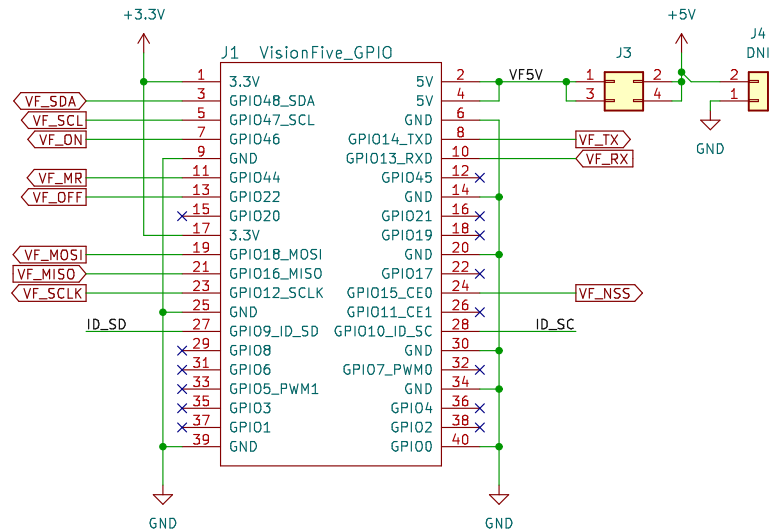 +3.3V
+5V
J4
DNI
J1 VisionFive_GPIO
J3
1 3.3V 5V 2 VF5V 1 2 2
VF_SDA 3 GPIO48_SDA 5V 4 3 4 1
VF_SCL 5 GPIO47_SCL GND 6
VF_ON 7 GPIO46 GPIO14_TXD 8 VF_TX
9 GND GPIO13_RXD 10 VF_RX
GND
VF_MR 11 GPIO44 GPIO45 12
VF_OFF 13 GPIO22 GND 14
15 GPIO20 GPIO21 16
17 3.3V GPIO19 18
VF_MOSI 19 GPIO18_MOSI GND 20
VF_MISO 21 GPIO16_MISO GPIO17 22
VF_SCLK 23 GPIO12_SCLK GPIO15_CE0 24 VF_NSS
25 GND GPIO11_CE1 26
ID_SD 27 GPIO9_ID_SD GPIO10_ID_SC 28 ID_SC
29 GPIO8 GND 30
31 GPIO6 GPIO7_PWM0 32
33 GPIO5_PWM1 GND 34
35 GPIO3 GPIO4 36
37 GPIO1 GPIO2 38
39 GND GPIO0 40
GND
GND